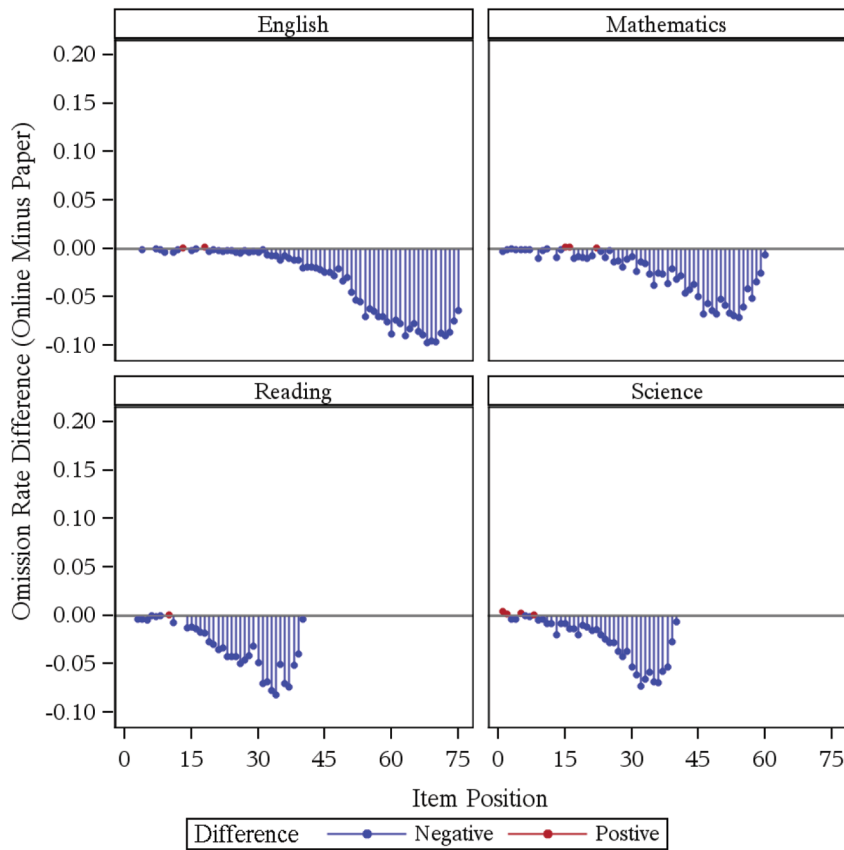 English
Mathematics
0.20
0.15
0.10
0.05
0.00
-0.05
-0.10
Reading
Science
0.20
0.15
0.10
0.05
0.00
-0.05
-0.10
Omission Rate Difference (Online Minus Paper)
0 15 30 45 60 75
0 15 30 45 60 75
Item Position
Difference Negative Postive